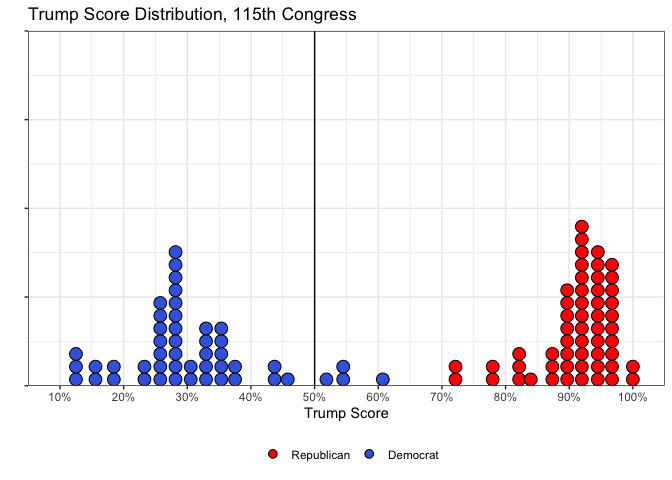 Trump Score Distribution, 115th Congress
10% 20% 30% 40% 50% 60% 70% 80% 90% 100%
Trump Score
Republican Democrat